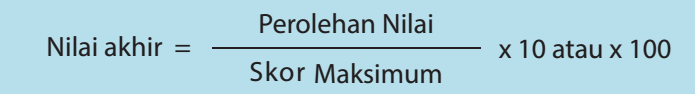 Perolehan Nilai
Nilai akhir = x 10 atau x 100
Skor Maksimum